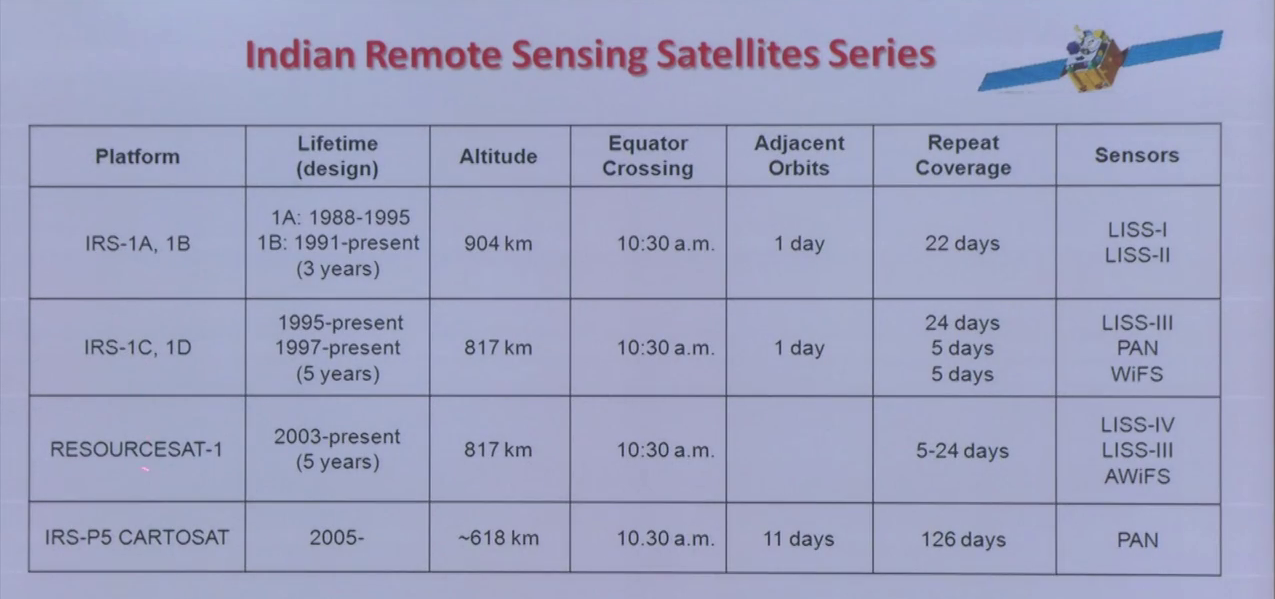 Indian Remote Sensing Satellites Series
Platform
Lifetime
(design)
Altitude
Equator
Crossing
Adjacent
Orbits
Repeat
Coverage
Sensors
IRS-1A, 1B
1A: 1988-1995
1B: 1991-present
(3 years)
904 km
10:30 a.m.
1 day
22 days
LISS-I
LISS-II
IRS-1C, 1D
1995-present
1997-present
(5 years)
817 km
10:30 a.m.
1 day
24 days
5 days
5 days
LISS-III
PAN
WiFS
RESOURCESAT-1
2003-present
(5 years)
817 km
10:30 a.m.
5-24 days
LISS-IV
LISS-III
AWiFS
IRS-P5 CARTOSAT
2005-
~618 km
10.30 a.m.
11 days
126 days
PAN